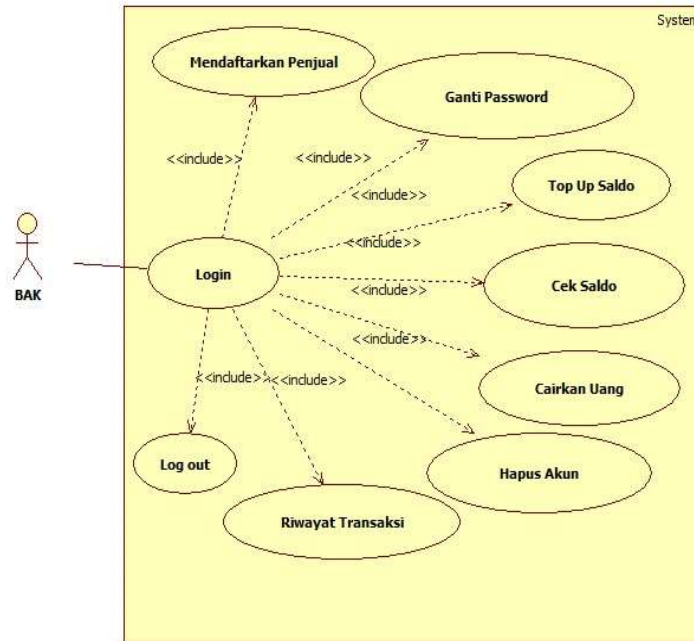 System
Mendaftarkan Penjual
Ganti Password
<<include>>
<<include>>
<<include>>
Top Up Saldo
<<include>>
Login
Cek Saldo
<<include>>
BAK
<<include>>
Cairkan Uang
<<include>>
<<include>>
Log out
Hapus Akun
Riwayat Transaksi